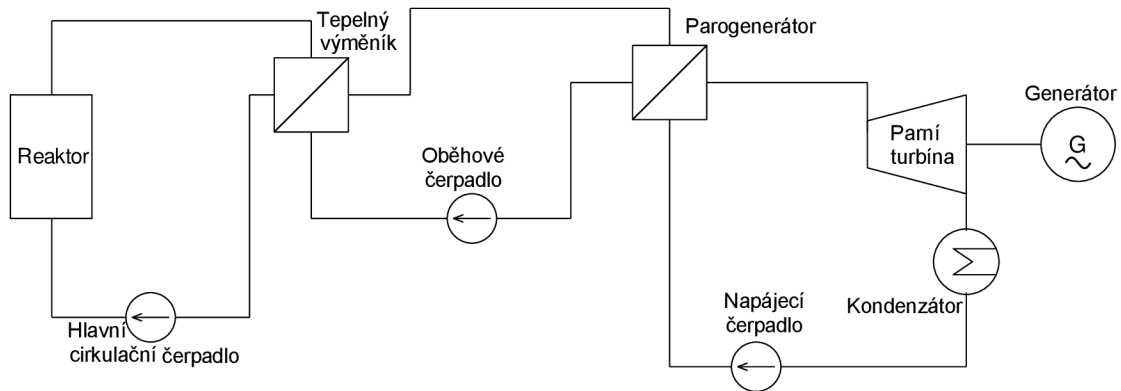 Tepelný
výměník
Parogenerátor
Generátor
G
Parní
turbína
Reaktor
Oběhové
čerpadlo
Kondenzátor
Napájecí
čerpadlo
Hlavní
cirkulační čerpadlo